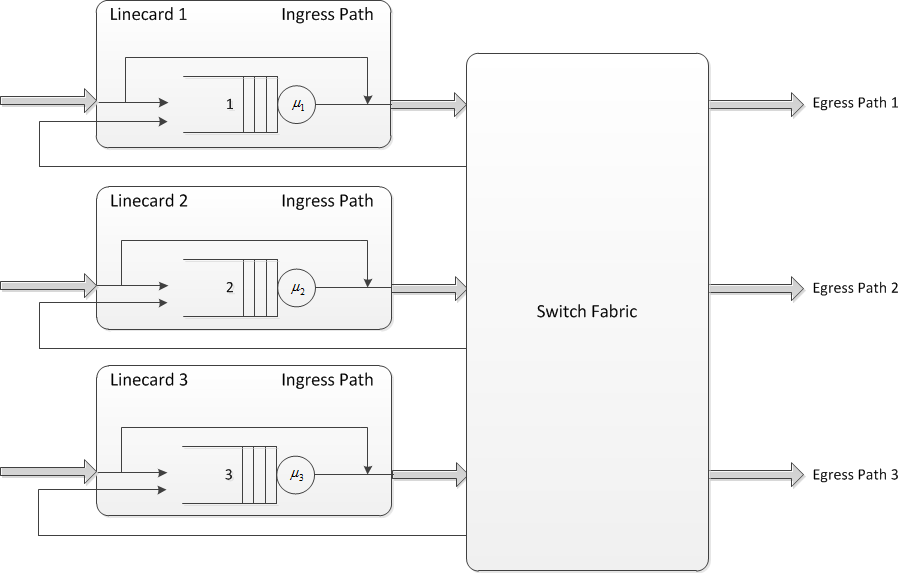 Linecard 1 Ingress Path
1 μ1
Egress Path 1
Linecard 2 Ingress Path
2 μ2
Egress Path 2
Switch Fabric
Linecard 3 Ingress Path
3 μ3
Egress Path 3